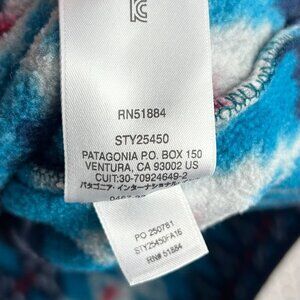 RN51884
STY25450
PATAGONIA P.O. BOX 150
VENTURA, CA 93002 US
CUIT:30-70924649-2
パタゴニア・インターナショナル
PO 250781
STY25450FA16
RN# 51884